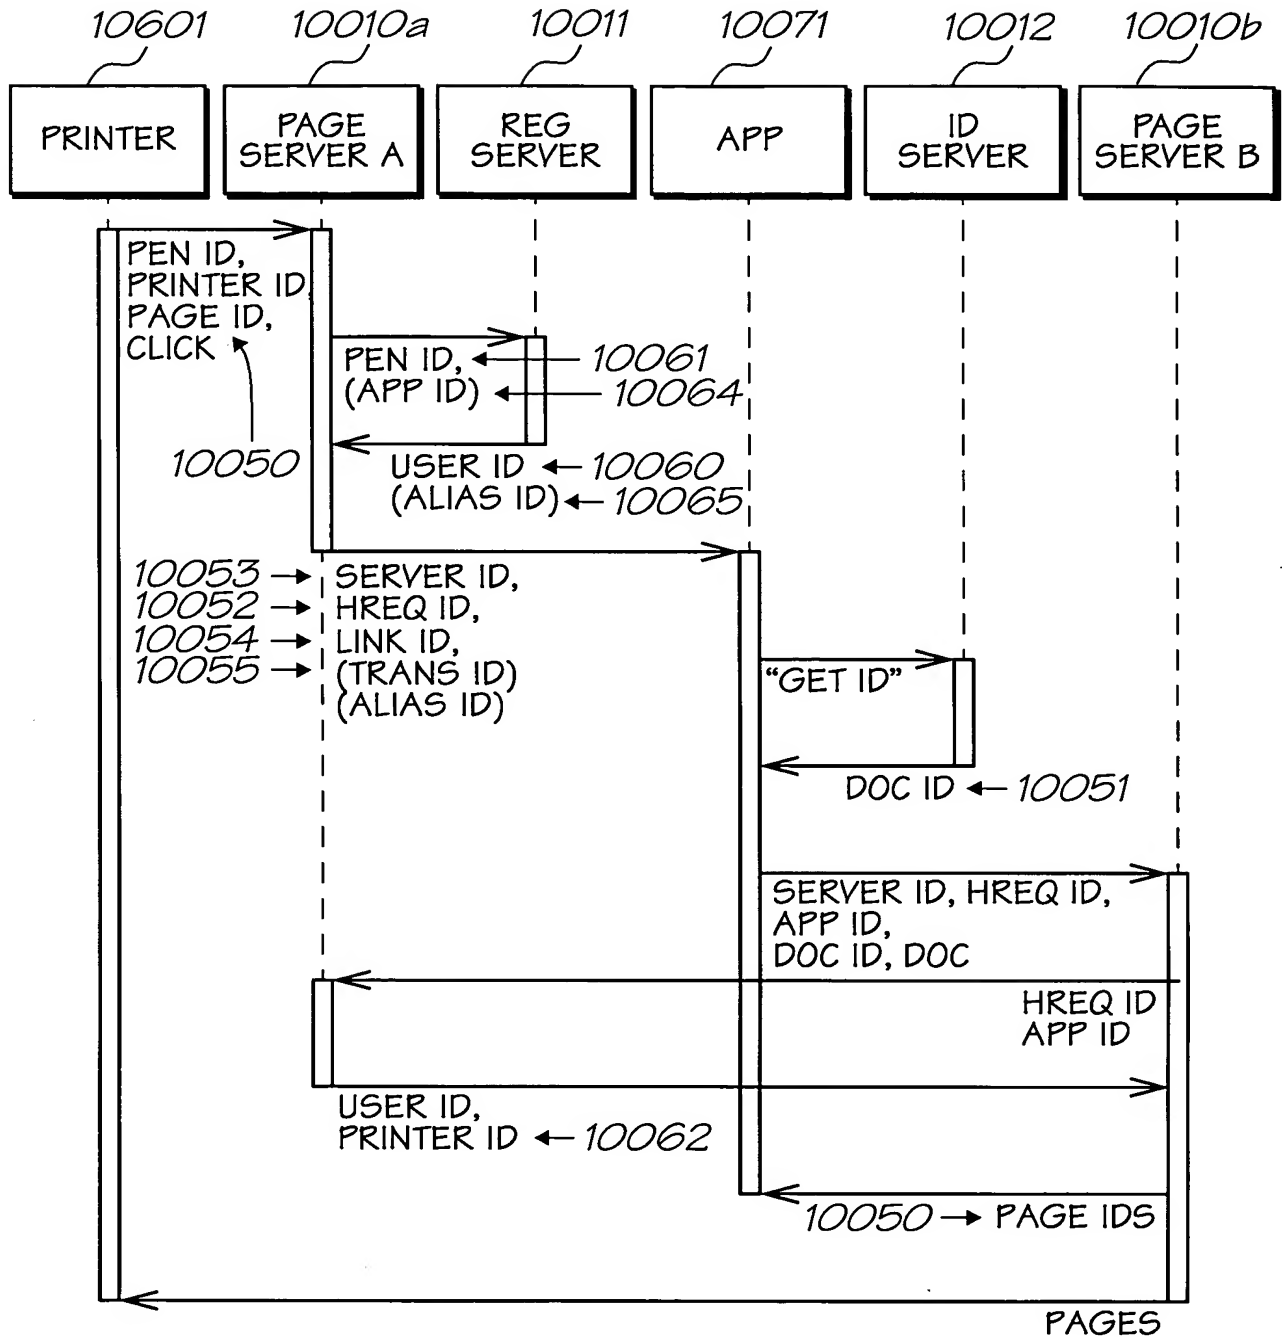 10601 10010a 10011 10071 10012 10010b
PRINTER
PAGE
SERVER A
REG
SERVER
APP
ID
SERVER
PAGE
SERVER B
PEN ID,
PRINTER ID,
PAGE ID,
CLICK
10050
PEN ID, 10061
(APP ID) 10064
USER ID 10060
(ALIAS ID) 10065
10053 SERVER ID,
10052 HREQ ID,
10054 LINK ID,
10055 (TRANS ID)
(ALIAS ID)
"GET ID"
DOC ID 10051
SERVER ID, HREQ ID,
APP ID,
DOC ID, DOC
HREQ ID
APP ID
USER ID,
PRINTER ID 10062
10050 PAGE IDS
PAGES